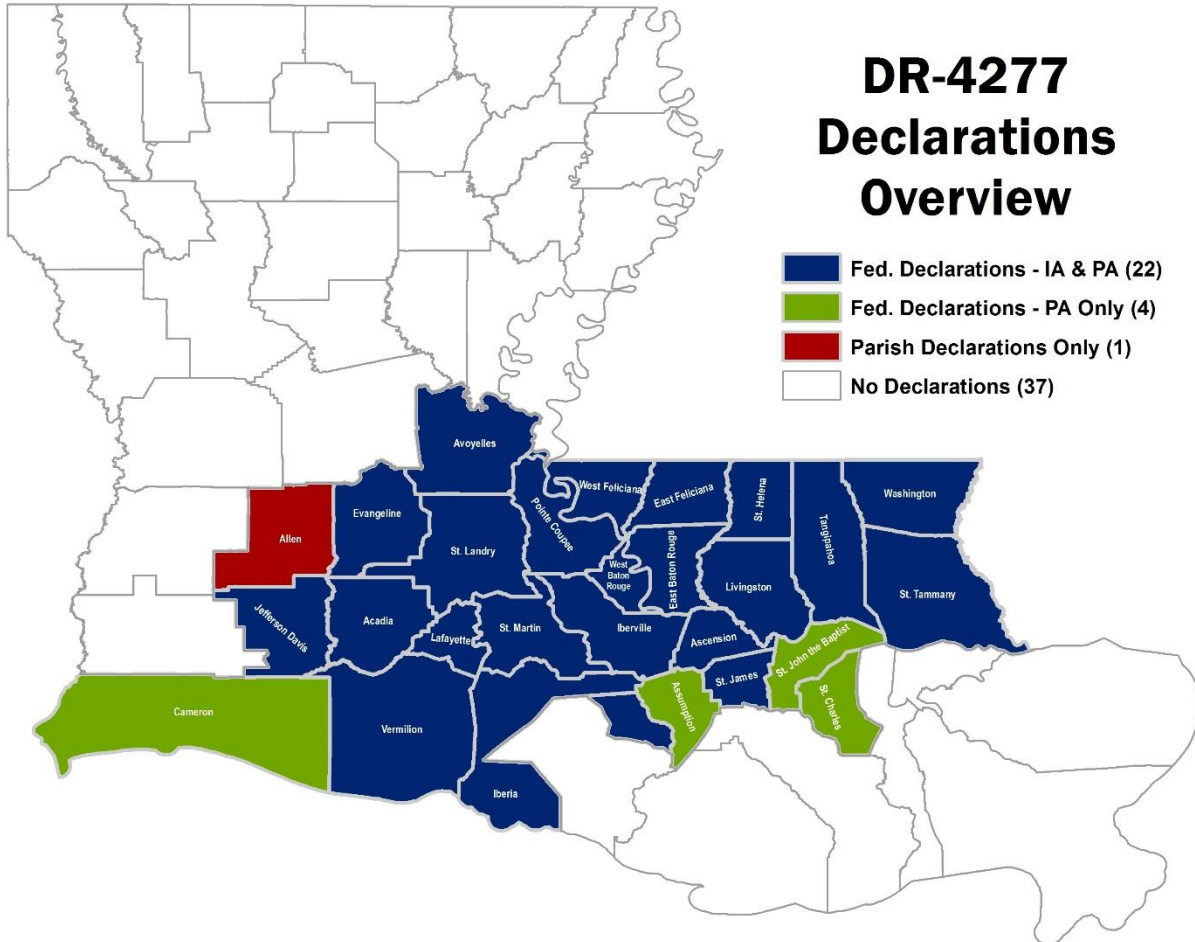 DR-4277
Declarations
Overview
Fed. Declarations - IA & PA (22)
Fed. Declarations - PA Only (4)
Parish Declarations Only (1)
No Declarations (37)
Avoyelles
West Feliciana
East Feliciana
St. Helena
Tangipahoa
Washington
Allen
Evangeline
St. Landry
Pointe Coupee
West
Baton
Rouge
East Baton Rouge
Livingston
St. Tammany
Jefferson Davis
Acadia
Lafayette
St. Martin
Iberville
Ascension
St. James
St. John the Baptist
St. Charles
Assumption
Cameron
Vermilion
Iberia